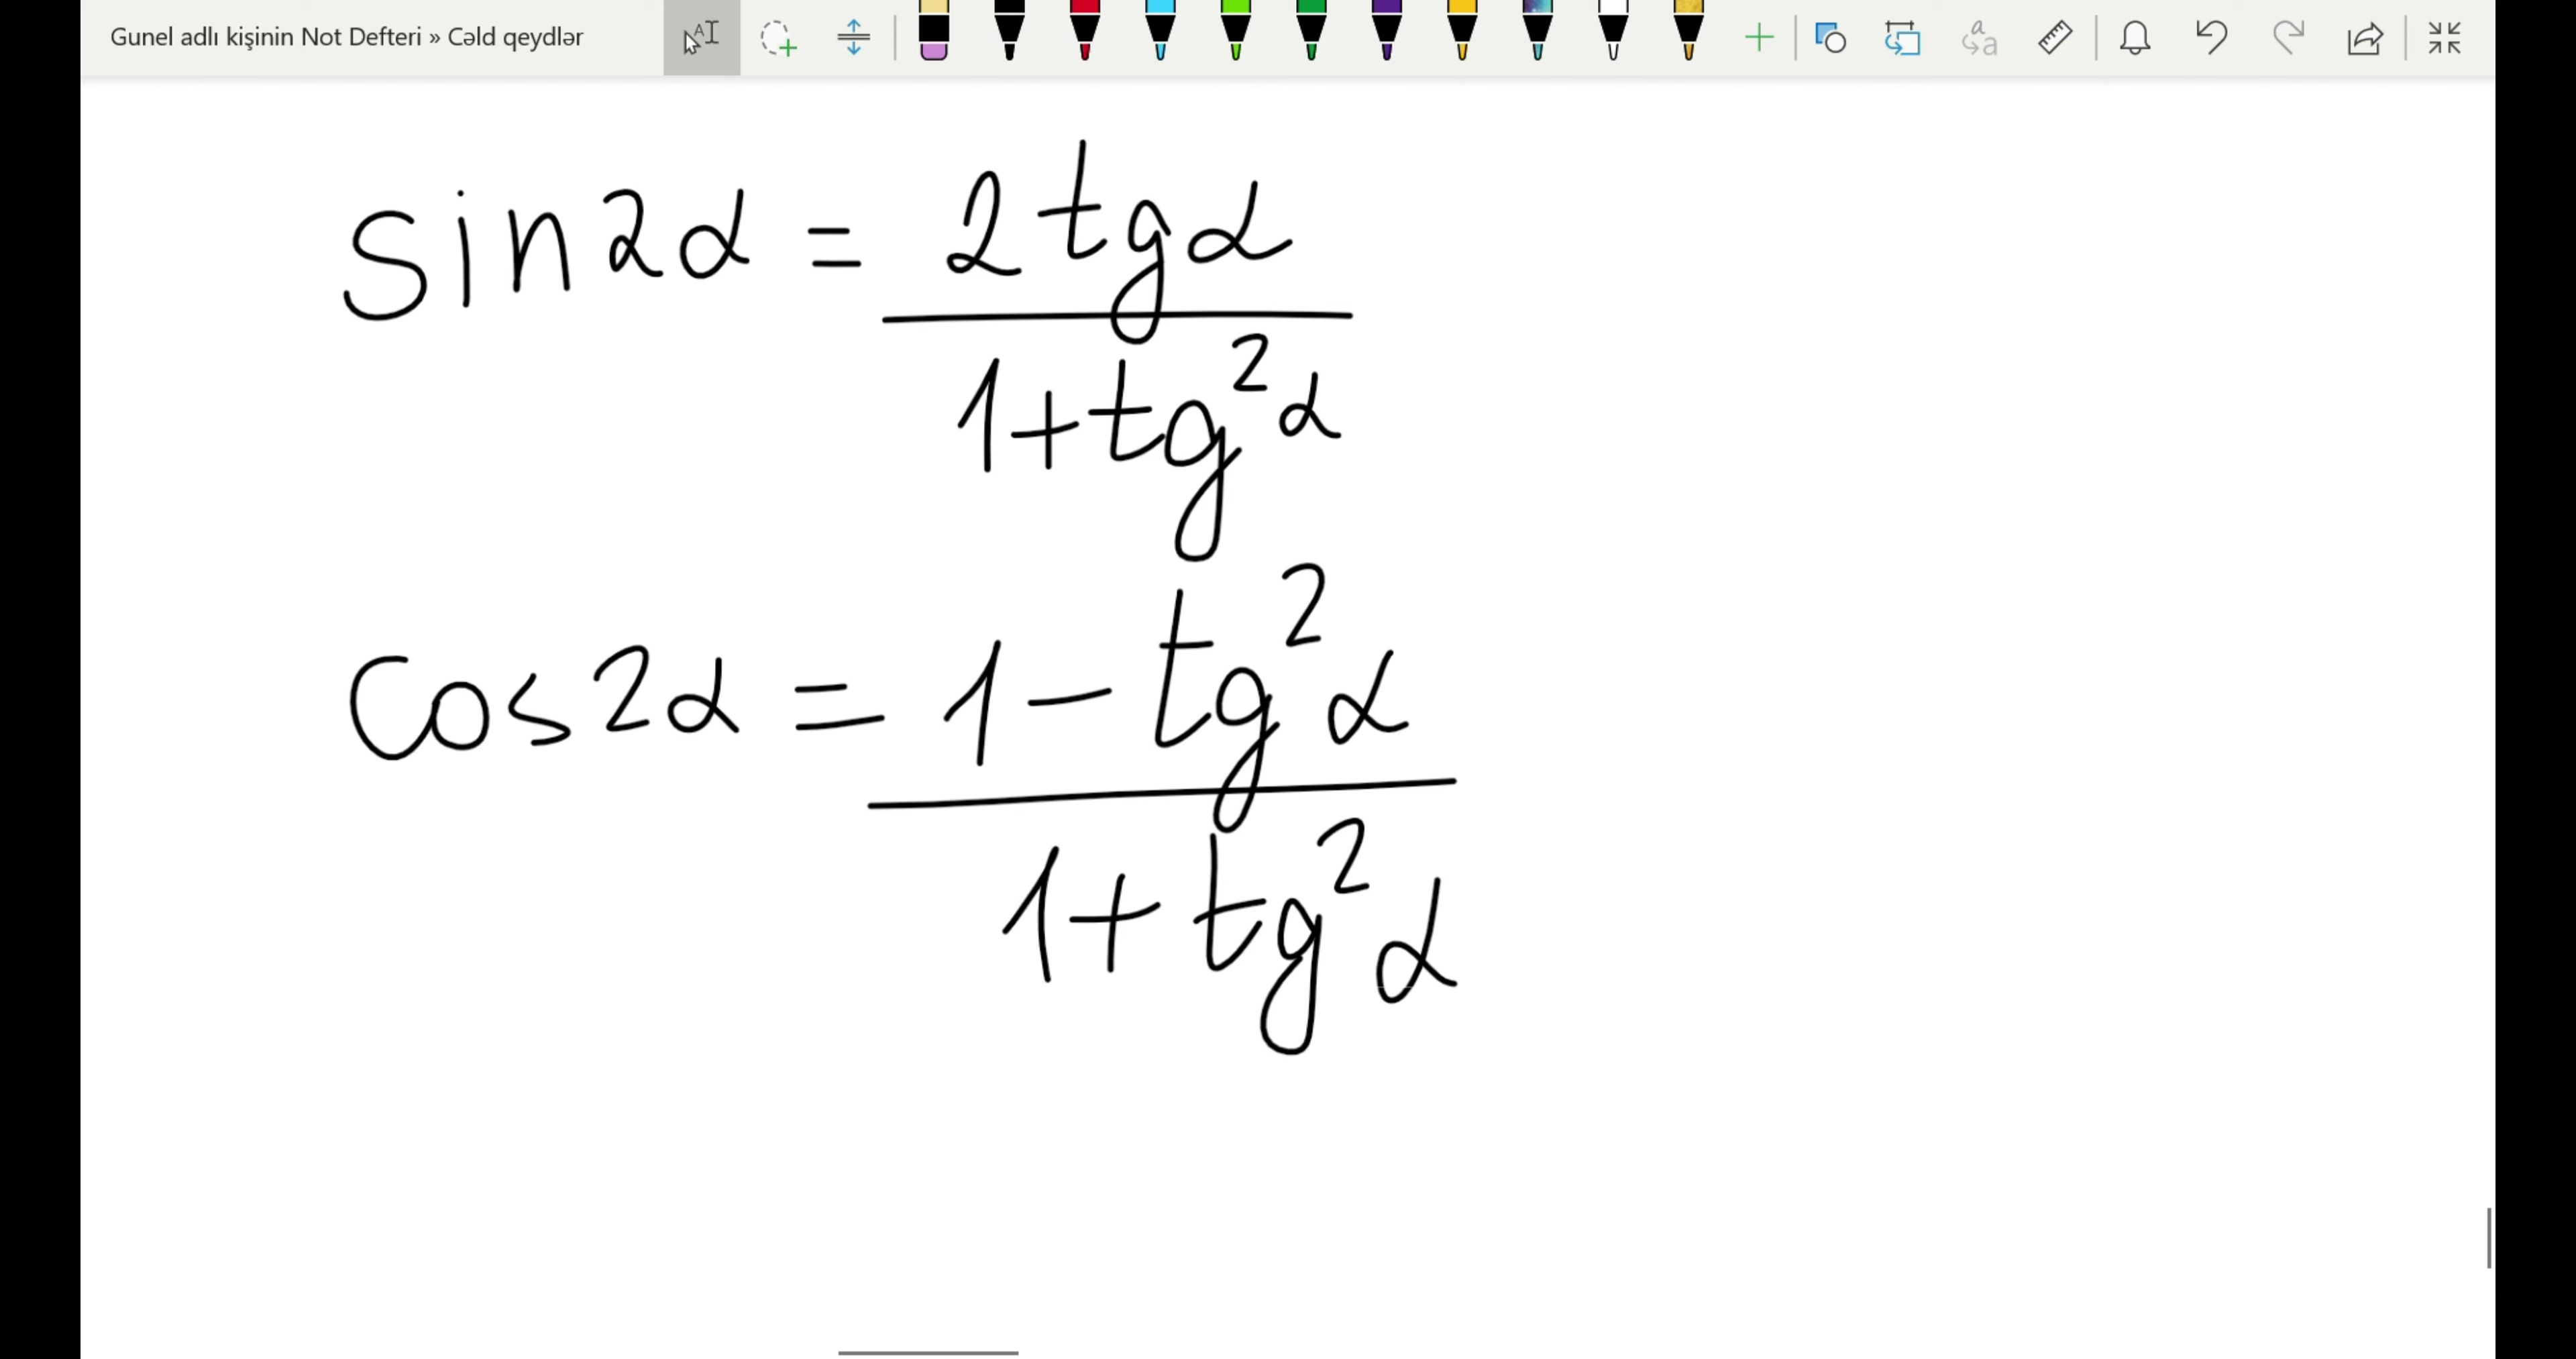 Gunel adlı kişinin Not Defteri » Cəld qeydlər
sin2α = 2tgα
1+tg²α
cos2α = 1-tg²α
1+tg²α